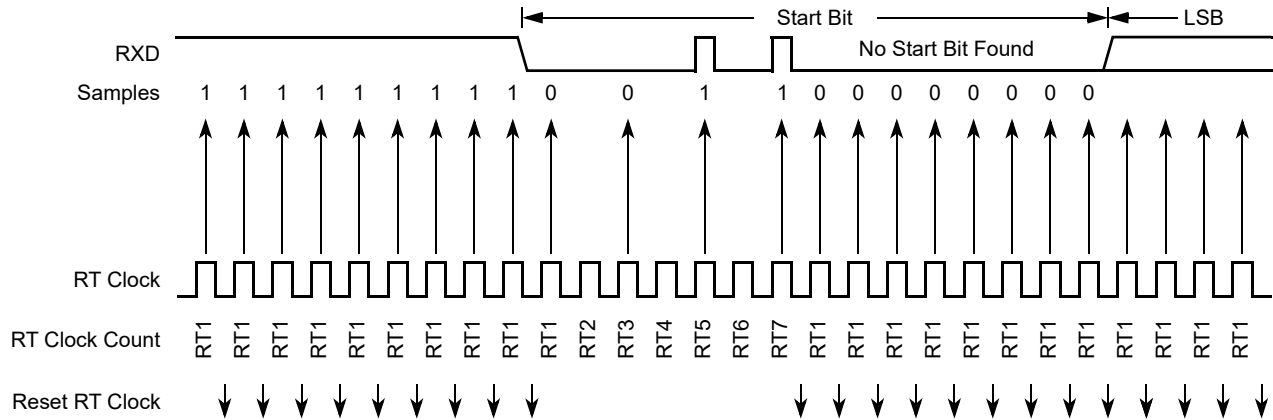 Start Bit LSB
RXD No Start Bit Found
Samples 1 1 1 1 1 1 1 1 1 0 0 1 1 0 0 0 0 0 0 0 0
RT Clock
RT Clock Count RT1 RT1 RT1 RT1 RT1 RT1 RT1 RT1 RT1 RT1 RT2 RT3 RT4 RT5 RT6 RT7 RT1 RT1 RT1 RT1 RT1 RT1 RT1 RT1 RT1 RT1 RT1 RT1
Reset RT Clock